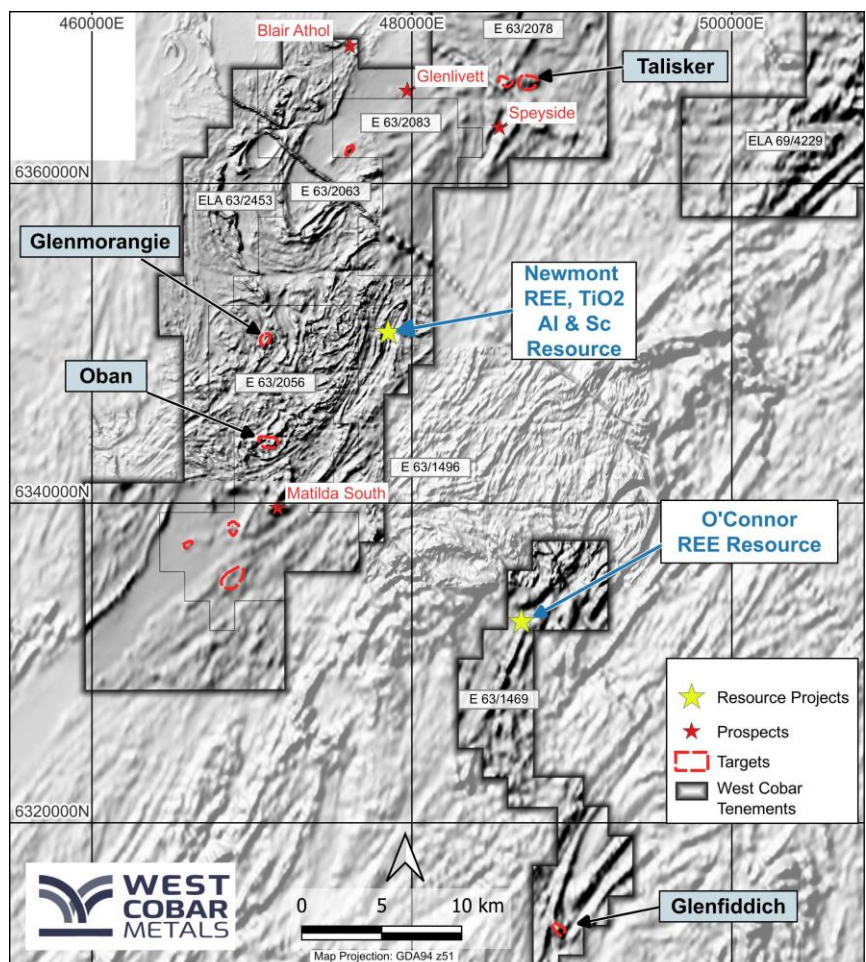 460000E
480000E
500000E
Blair Athol
E 63/2078
Glenlivett
Talisker
E 63/2083
Speyside
ELA 69/4229
6360000N
ELA 63/2453
E 63/2063
Glenmorangie
Newmont
REE, TiO2
Al & Sc
Resource
Oban
E 63/2056
E 63/1496
6340000N
Matilda South
O'Connor
REE Resource
E 63/1469
Resource Projects
Prospects
Targets
West Cobar
Tenements
6320000N
WEST
COBAR
METALS
0 5 10 km
Map Projection: GDA94 z51
Glenfiddich